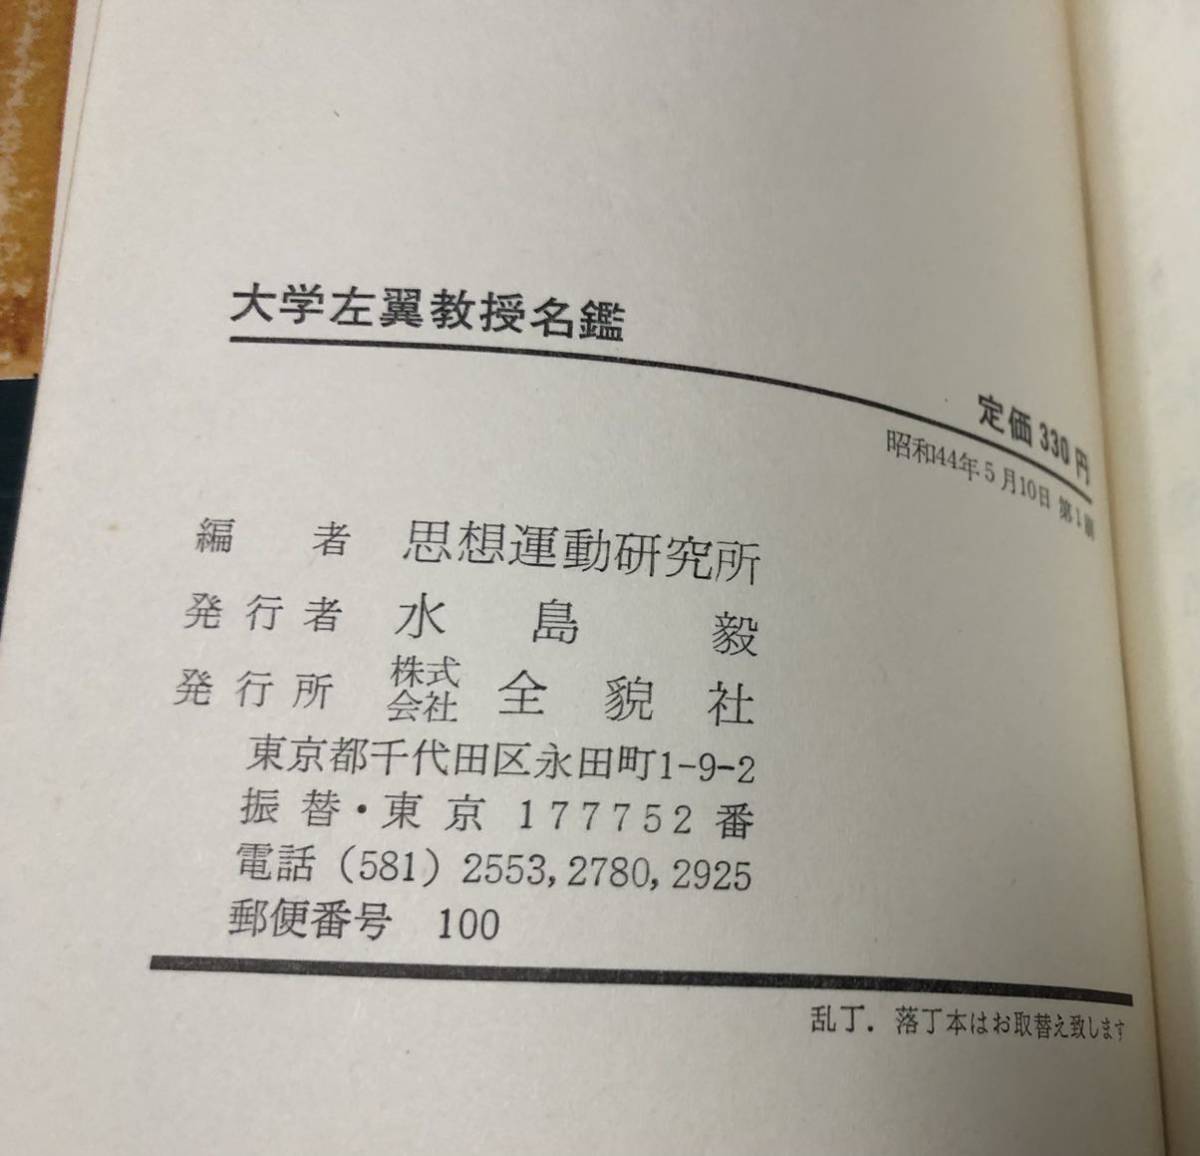 大学左翼教授名鑑
定価 330 円
昭和44年5月10日 第1刷
編者 思想運動研究所
発行者 水島毅
発行所 株式会社 全貌社
東京都千代田区永田町1-9-2
振替・東京 177752 番
電話 (581) 2553, 2780, 2925
郵便番号 100
乱丁．落丁本はお取替え致します